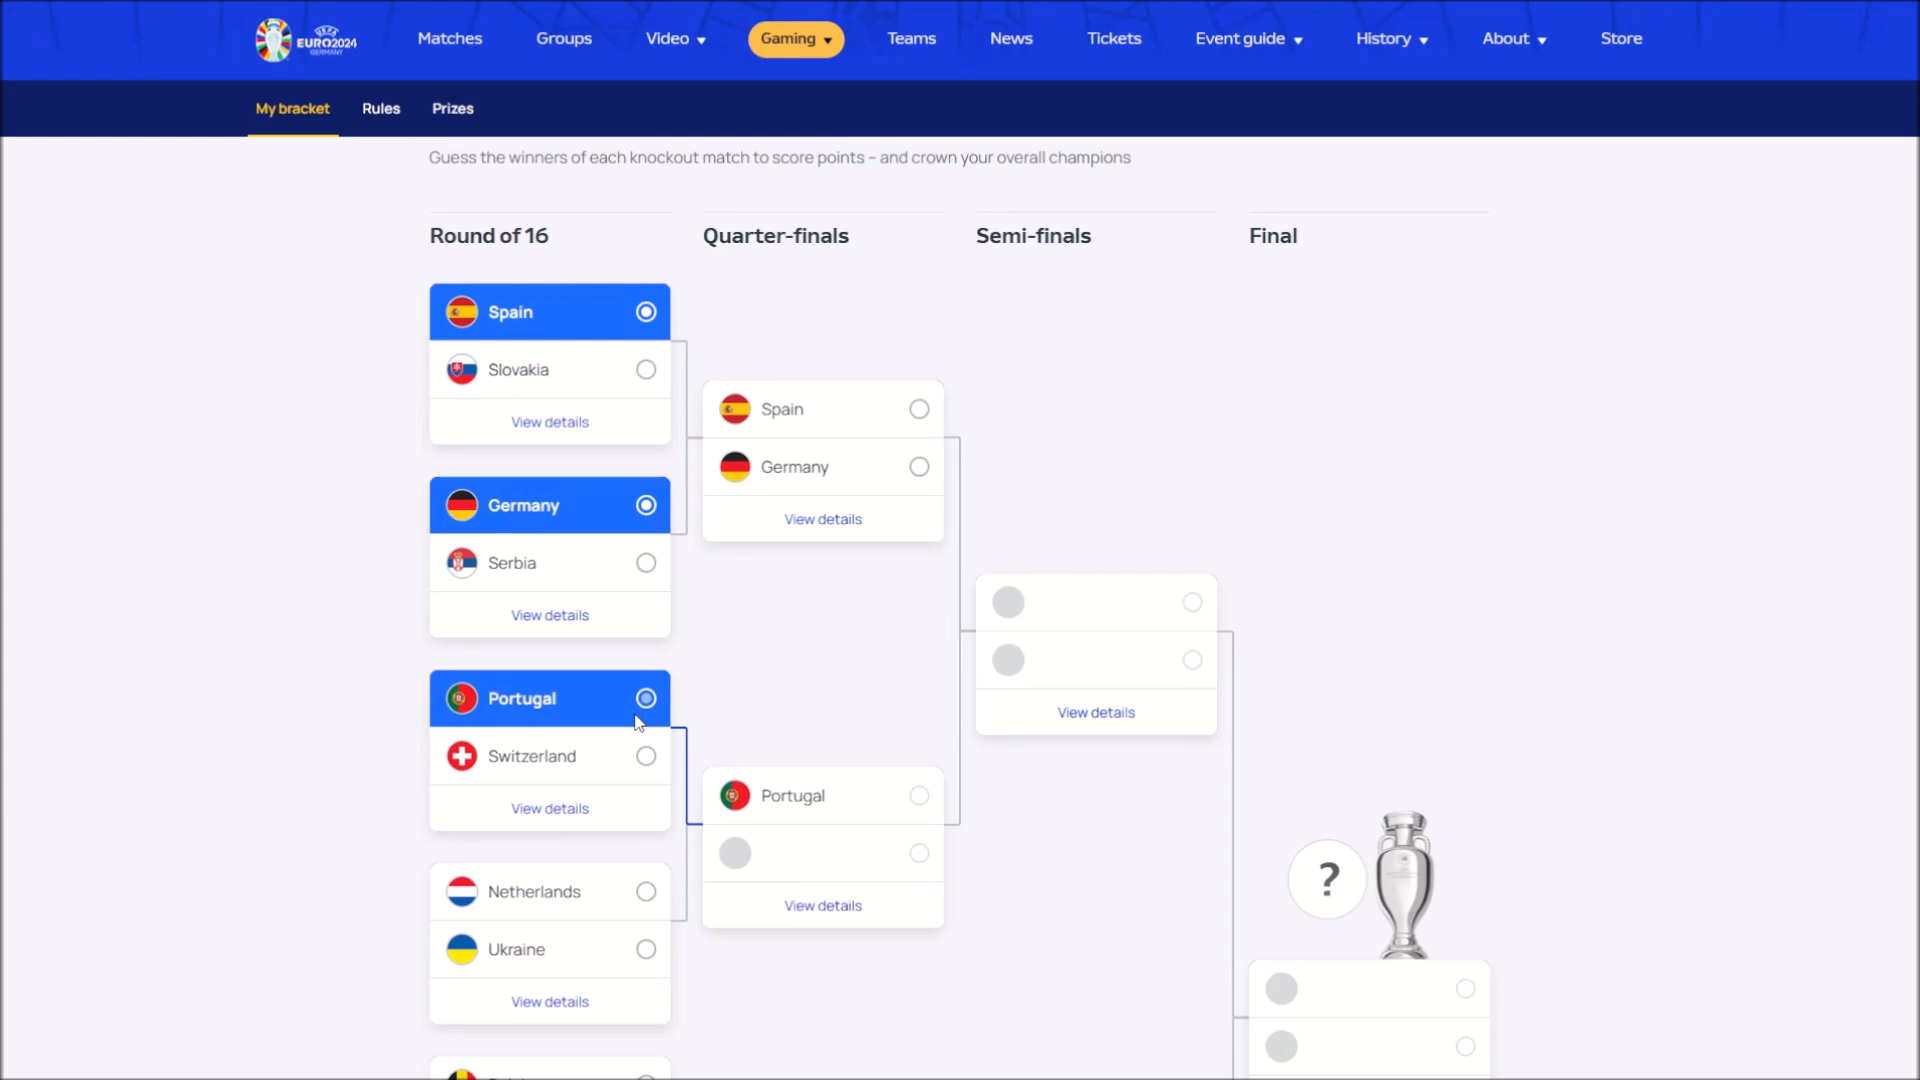 UEFA
EURO2024
GERMANY
Matches
Groups
Video
Gaming
Teams
News
Tickets
Event guide
History
About
Store
My bracket
Rules
Prizes
Guess the winners of each knockout match to score points – and crown your overall champions
Round of 16
Quarter-finals
Semi-finals
Final
Spain
Slovakia
View details
Germany
Serbia
View details
Portugal
Switzerland
View details
Netherlands
Ukraine
View details
Spain
Germany
View details
Portugal
View details
View details
?